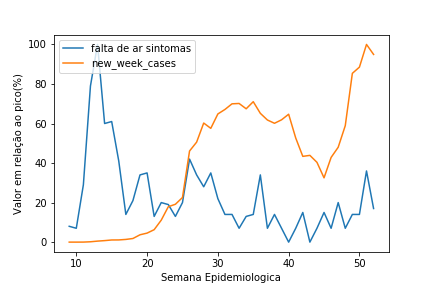 falta de ar sintomas
new_week_cases
Valor em relação ao pico(%)
100
80
60
40
20
0
10 20 30 40 50
Semana Epidemiologica